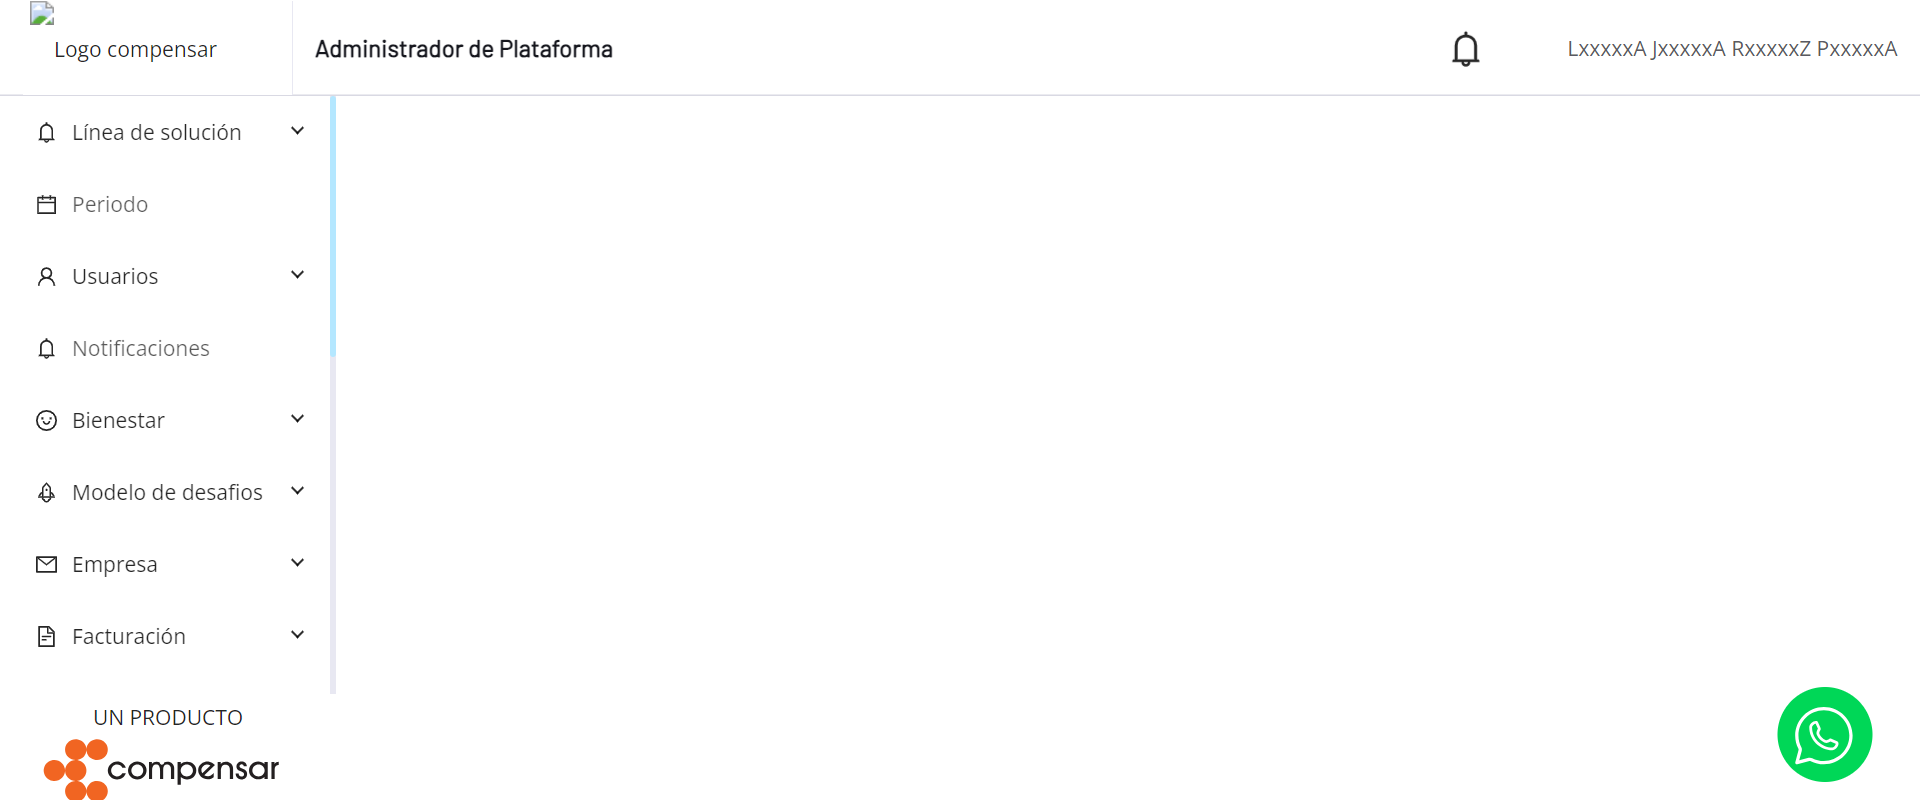 Logo compensar
Administrador de Plataforma
LxxxxxA JxxxxxA RxxxxxZ PxxxxxA
Línea de solución
Periodo
Usuarios
Notificaciones
Bienestar
Modelo de desafios
Empresa
Facturación
UN PRODUCTO
compensar